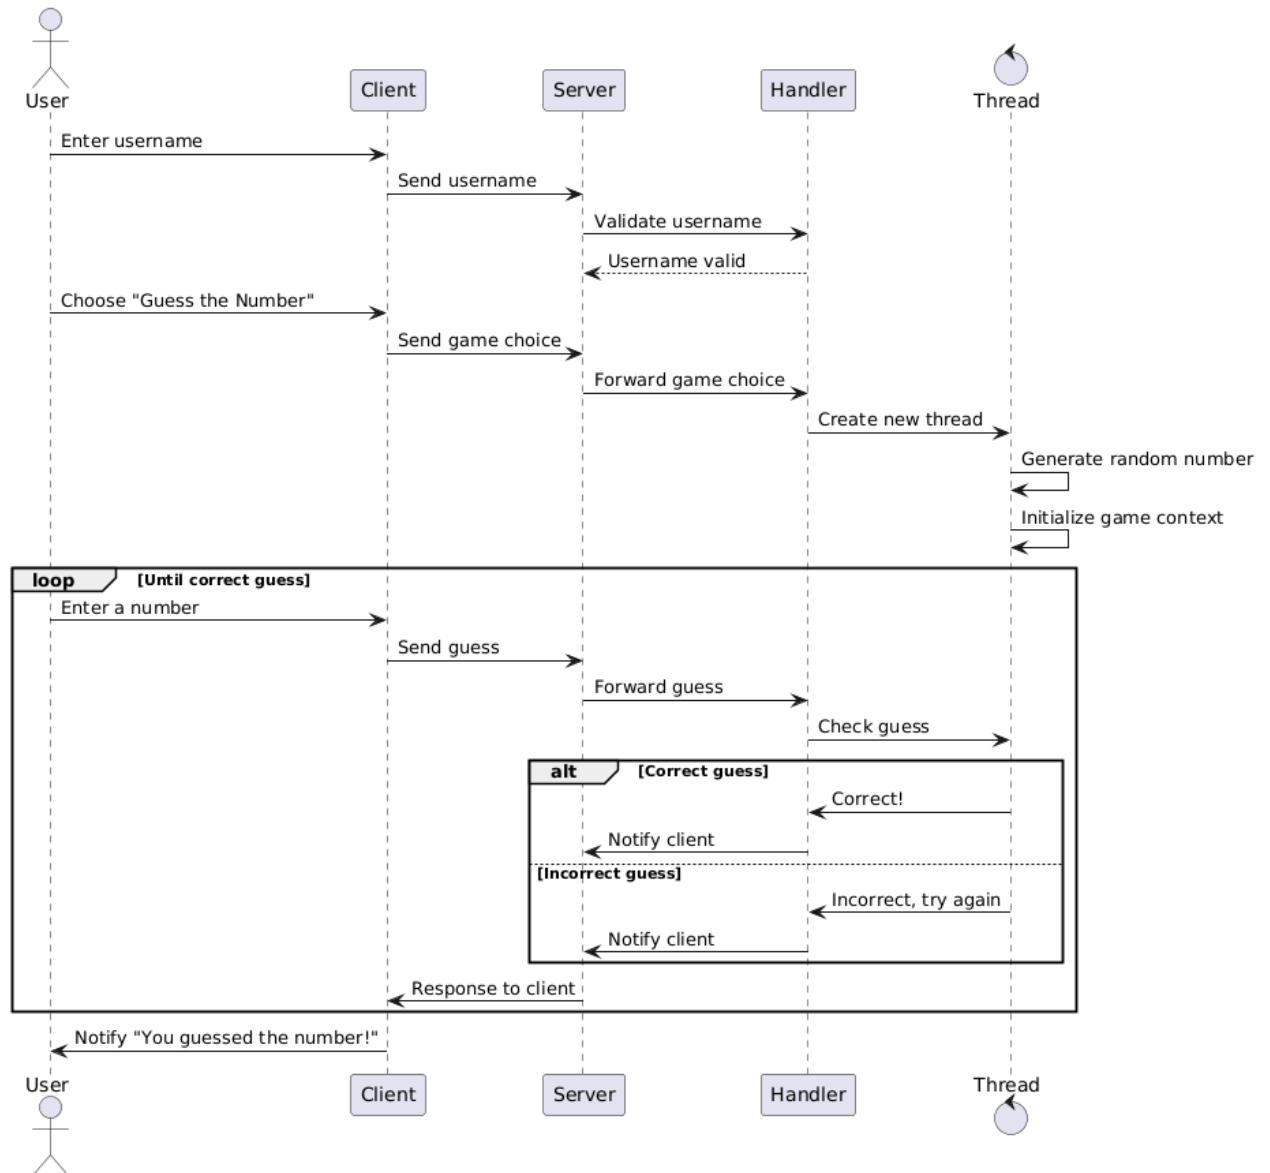 User
Client
Server
Handler
Thread
Enter username
Send username
Validate username
Username valid
Choose "Guess the Number"
Send game choice
Forward game choice
Create new thread
Generate random number
Initialize game context
loop [Until correct guess]
Enter a number
Send guess
Forward guess
Check guess
alt [Correct guess]
Correct!
Notify client
[Incorrect guess]
Incorrect, try again
Notify client
Response to client
Notify "You guessed the number!"
User
Client
Server
Handler
Thread